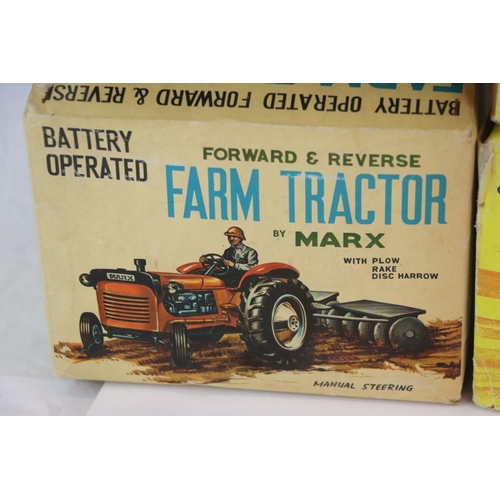 FARM T
BATTERY OPERATED FORWARD & REVERSE
BATTERY
OPERATED
FORWARD & REVERSE
FARM TRACTOR
BY MARX
WITH PLOW
RAKE
DISC HARROW
MARX
MANUAL STEERING